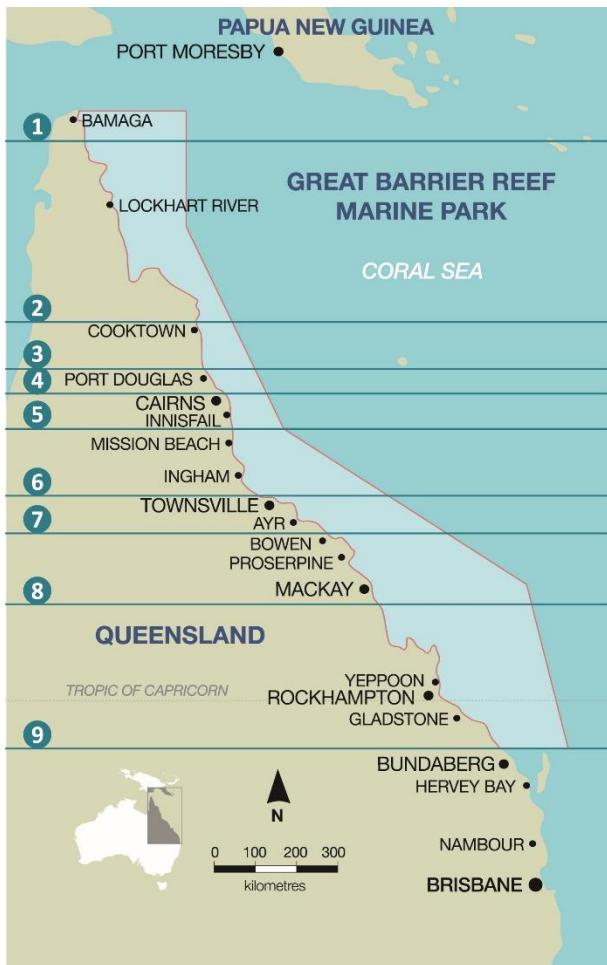 PAPUA NEW GUINEA
PORT MORESBY
1
BAMAGA
GREAT BARRIER REEF
MARINE PARK
LOCKHART RIVER
CORAL SEA
2
COOKTOWN
3
4
PORT DOUGLAS
CAIRNS
5
INNISFAIL
MISSION BEACH
INGHAM
6
TOWNSVILLE
7
AYR
BOWEN
PROSERPINE
8
MACKAY
QUEENSLAND
YEPPOON
TROPIC OF CAPRICORN
ROCKHAMPTON
GLADSTONE
9
BUNDABERG
HERVEY BAY
N
NAMBOUR
0 100 200 300
kilometres
BRISBANE